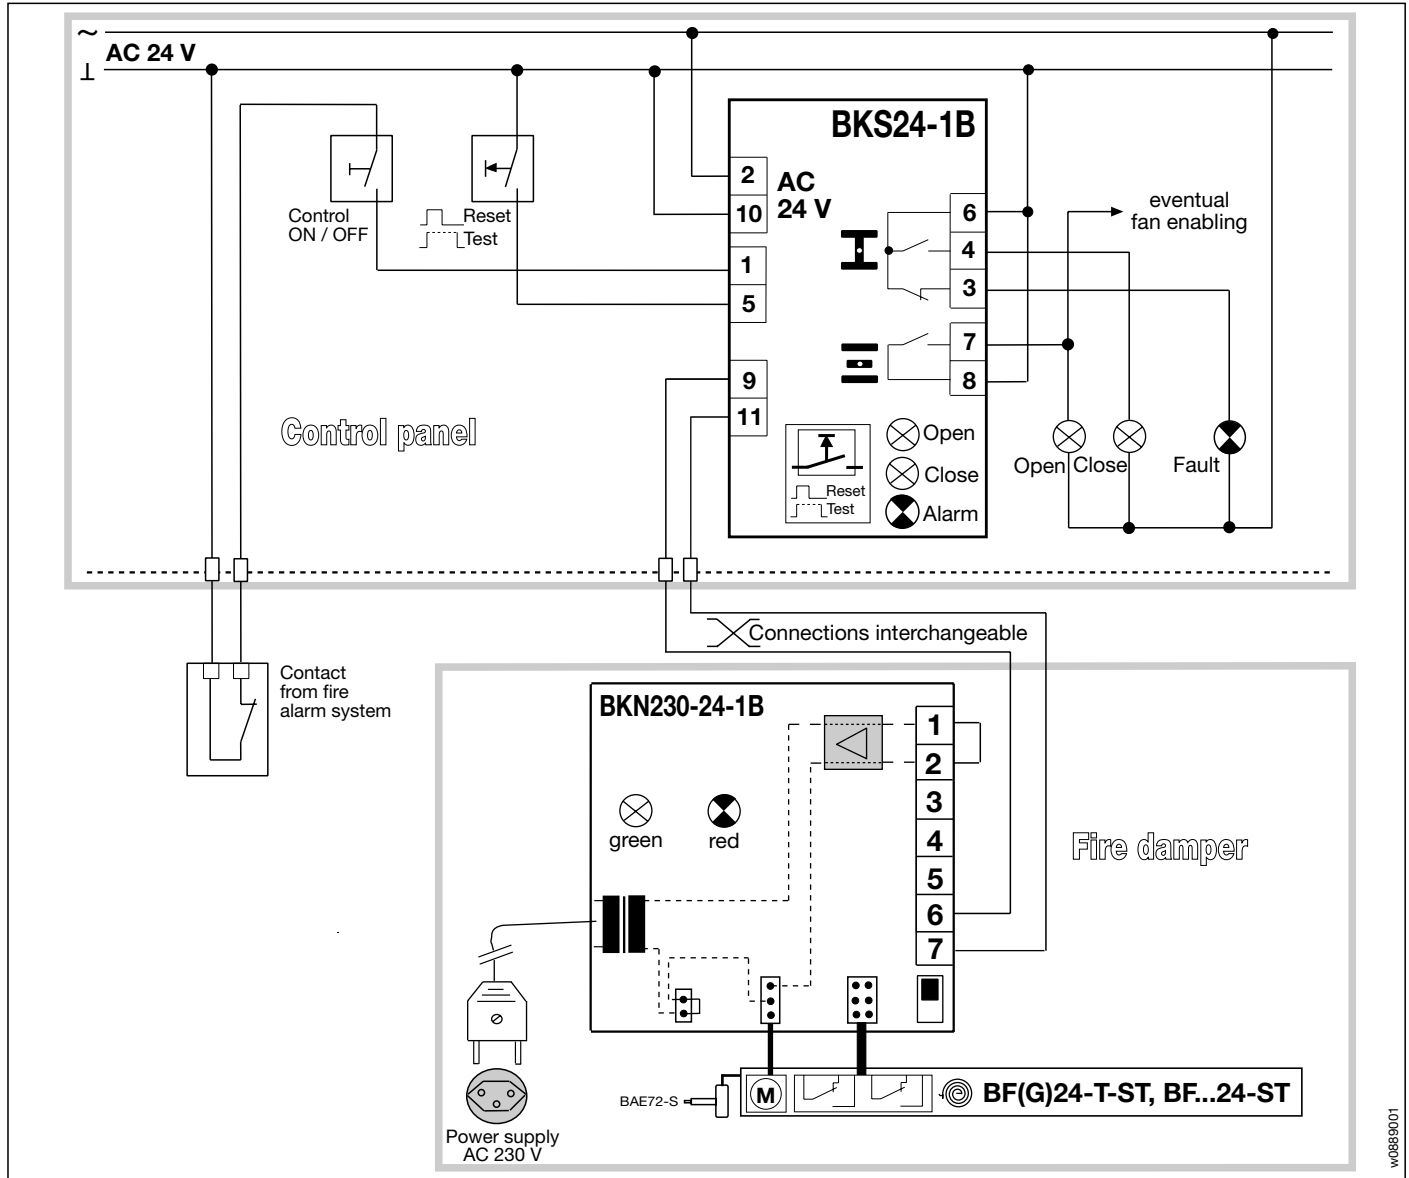 ~
AC 24 V
⊥
BKS24-1B
2
AC
24 V
10
1
5
9
11
6
4
3
7
8
Control
ON / OFF
Reset
Test
eventual
fan enabling
Control panel
Open
Close
Alarm
Reset
Test
Open Close
Fault
Connections interchangeable
Contact
from fire
alarm system
BKN230-24-1B
1
2
3
4
5
6
7
green
red
Fire damper
BAE72-S
M
BF(G)24-T-ST, BF...24-ST
Power supply
AC 230 V
w0889001